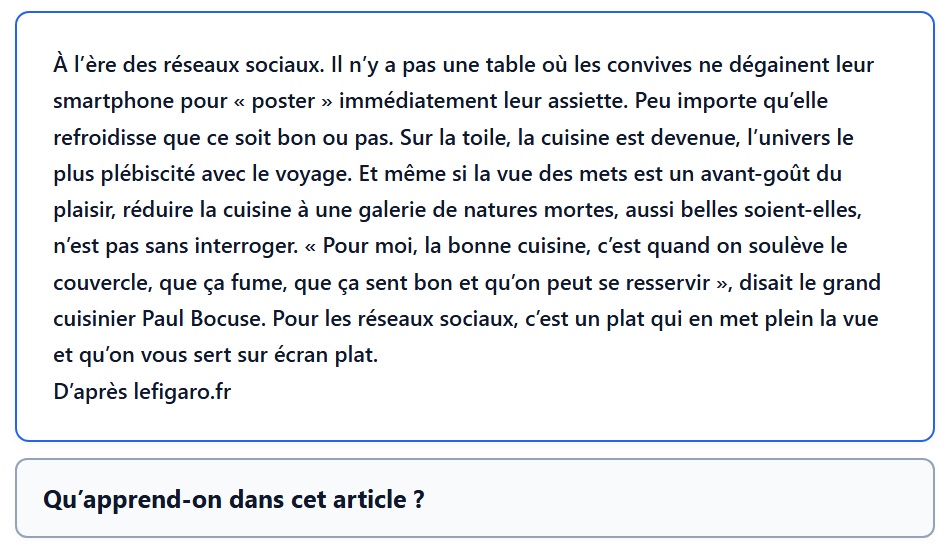 À l’ère des réseaux sociaux. Il n’y a pas une table où les convives ne dégainent leur
smartphone pour « poster » immédiatement leur assiette. Peu importe qu’elle
refroidisse que ce soit bon ou pas. Sur la toile, la cuisine est devenue, l’univers le
plus plébiscité avec le voyage. Et même si la vue des mets est un avant-goût du
plaisir, réduire la cuisine à une galerie de natures mortes, aussi belles soient-elles,
n’est pas sans interroger. « Pour moi, la bonne cuisine, c’est quand on soulève le
couvercle, que ça fume, que ça sent bon et qu’on peut se resservir », disait le grand
cuisinier Paul Bocuse. Pour les réseaux sociaux, c’est un plat qui en met plein la vue
et qu’on vous sert sur écran plat.
D’après lefigaro.fr
Qu’apprend-on dans cet article ?